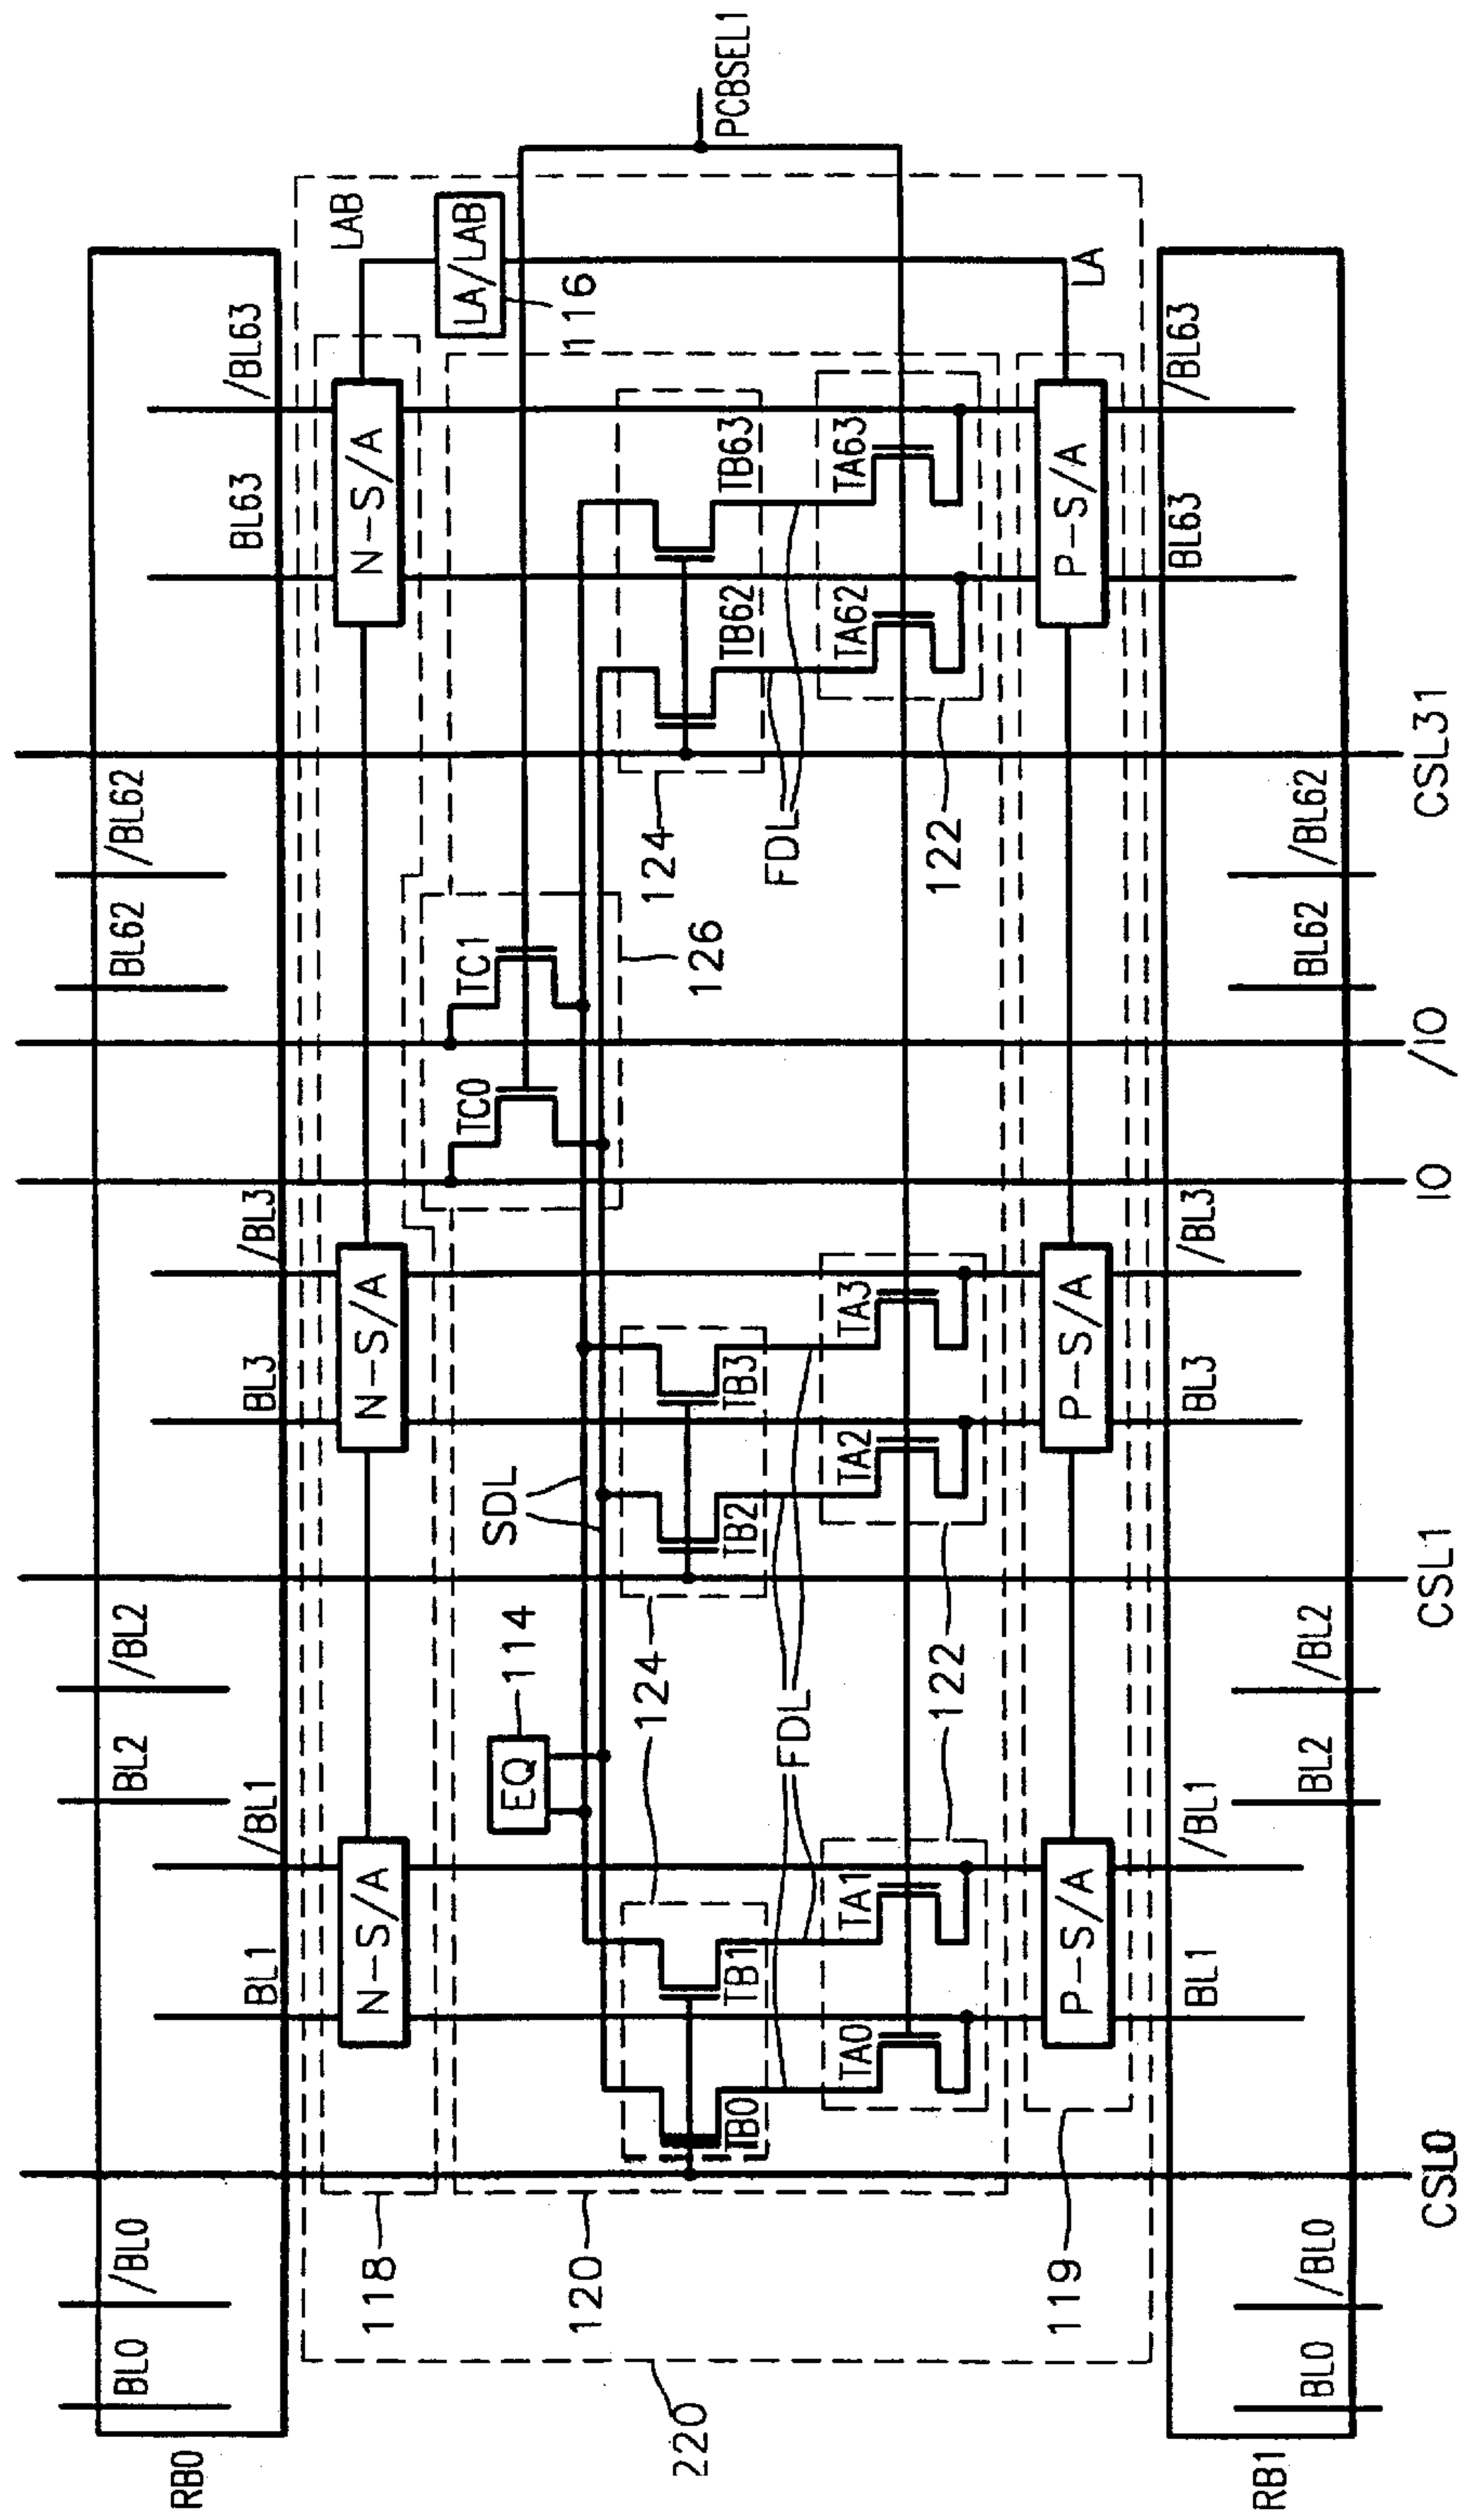 RB0
BL0
/BL0
BL2
/BL2
BL62
/BL62
BL1
/BL1
BL3
/BL3
BL63
/BL63
118
N-S/A
N-S/A
N-S/A
LAB
LA/LAB
116
120
EQ
114
SDL
TC0
TC1
126
PCBSEL1
220
124
124
TB0
TB1
TB2
TB3
TB62
TB63
FDL
FDL
TA0
TA1
TA2
TA3
TA62
TA63
122
122
119
P-S/A
P-S/A
P-S/A
LA
BL1
/BL1
BL3
/BL3
BL63
/BL63
RB1
BL0
/BL0
BL2
/BL2
BL62
/BL62
CSL0
CSL1
IO
/IO
CSL31